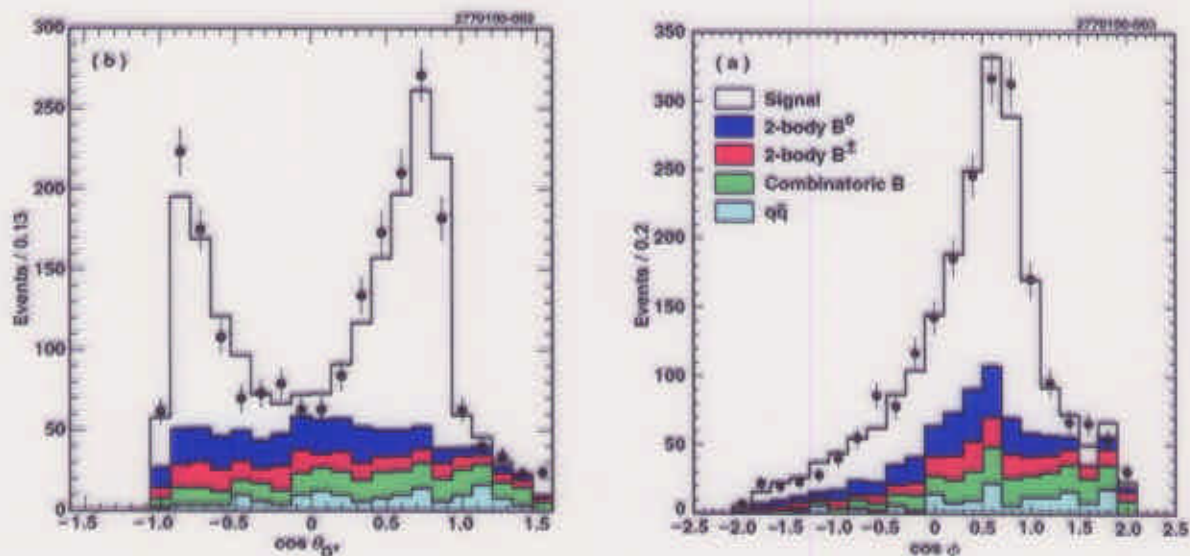 2770100-002
(b)
300
250
200
150
100
50
0
Events / 0.13
−1.5 −1.0 −0.5 0 0.5 1.0 1.5
cos θD*
2770100-003
(a)
Signal
2-body B⁰
2-body B±
Combinatoric B
qq̄
350
300
250
200
150
100
50
0
Events / 0.2
−2.5 −2.0 −1.5 −1.0 −0.5 0 0.5 1.0 1.5 2.0 2.5
cos ϕ